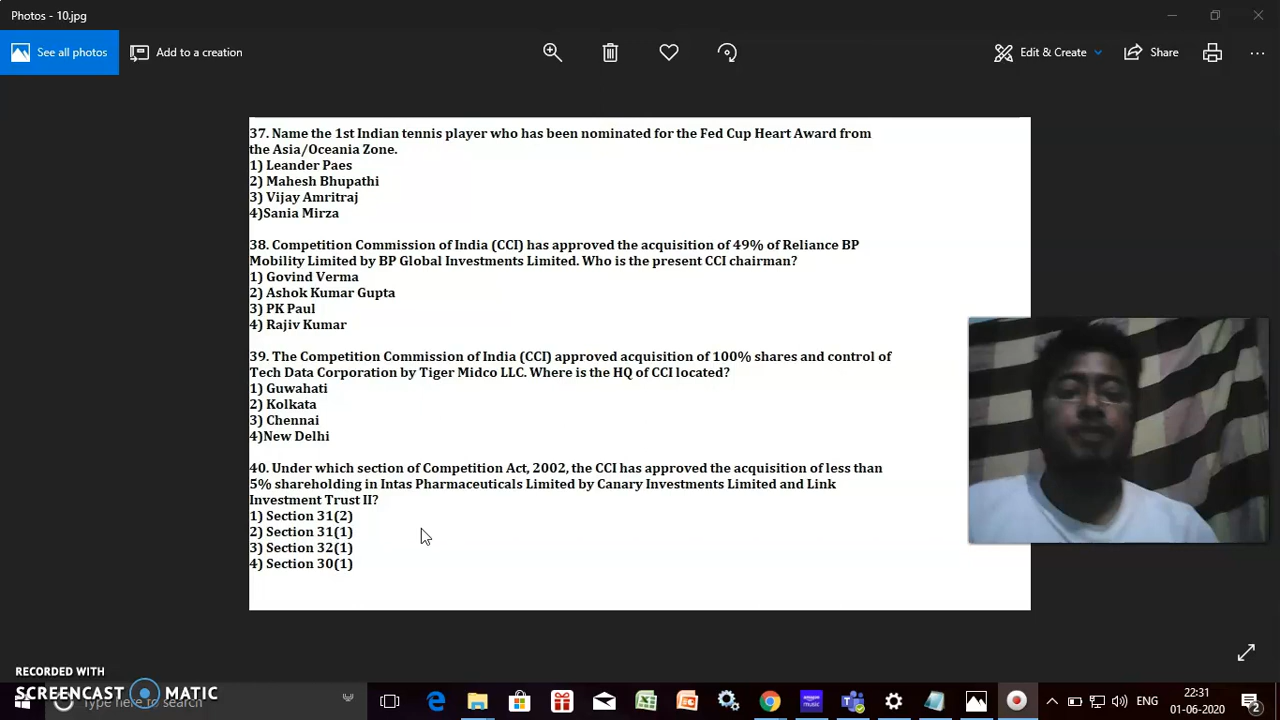 Photos - 10.jpg
See all photos
Add to a creation
Edit & Create
Share
37. Name the 1st Indian tennis player who has been nominated for the Fed Cup Heart Award from
the Asia/Oceania Zone.
1) Leander Paes
2) Mahesh Bhupathi
3) Vijay Amritraj
4)Sania Mirza
38. Competition Commission of India (CCI) has approved the acquisition of 49% of Reliance BP
Mobility Limited by BP Global Investments Limited. Who is the present CCI chairman?
1) Govind Verma
2) Ashok Kumar Gupta
3) PK Paul
4) Rajiv Kumar
39. The Competition Commission of India (CCI) approved acquisition of 100% shares and control of
Tech Data Corporation by Tiger Midco LLC. Where is the HQ of CCI located?
1) Guwahati
2) Kolkata
3) Chennai
4)New Delhi
40. Under which section of Competition Act, 2002, the CCI has approved the acquisition of less than
5% shareholding in Intas Pharmaceuticals Limited by Canary Investments Limited and Link
Investment Trust II?
1) Section 31(2)
2) Section 31(1)
3) Section 32(1)
4) Section 30(1)
RECORDED WITH
SCREENCAST MATIC
Type here to search
amazon music
ENG
22:31
01-06-2020
2